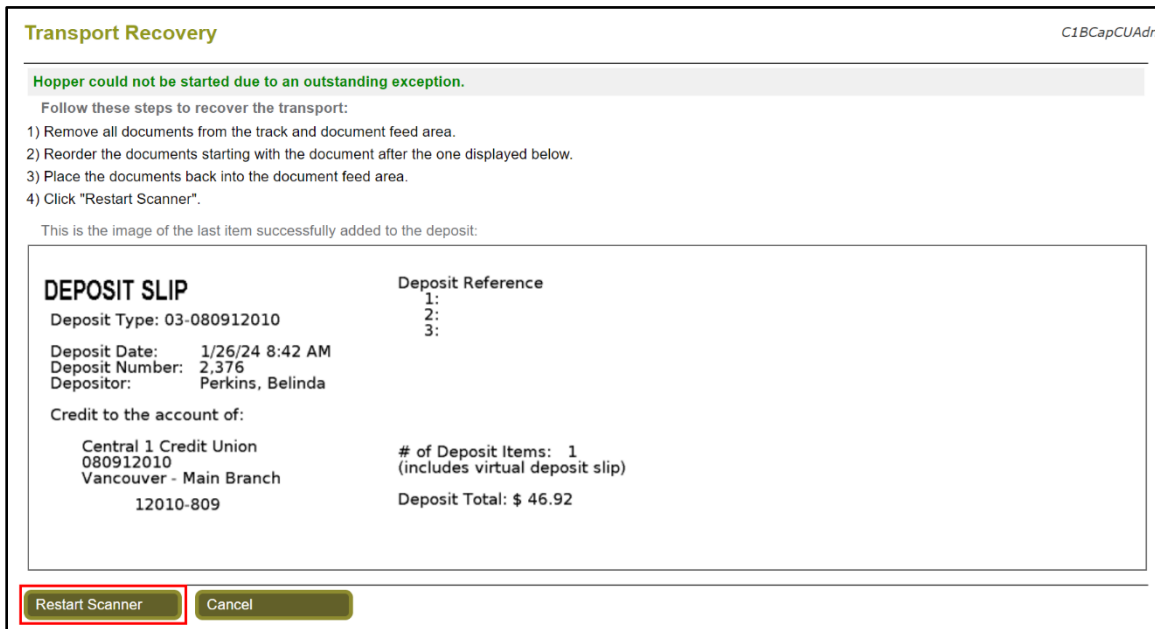 Transport Recovery
C1BCapCUAdr
Hopper could not be started due to an outstanding exception.
Follow these steps to recover the transport:
1) Remove all documents from the track and document feed area.
2) Reorder the documents starting with the document after the one displayed below.
3) Place the documents back into the document feed area.
4) Click "Restart Scanner".
This is the image of the last item successfully added to the deposit:
DEPOSIT SLIP
Deposit Type: 03-080912010
Deposit Date: 1/26/24 8:42 AM
Deposit Number: 2,376
Depositor: Perkins, Belinda
Credit to the account of:
Central 1 Credit Union
080912010
Vancouver - Main Branch
12010-809
Deposit Reference
1:
2:
3:
# of Deposit Items: 1
(includes virtual deposit slip)
Deposit Total: $ 46.92
Restart Scanner
Cancel